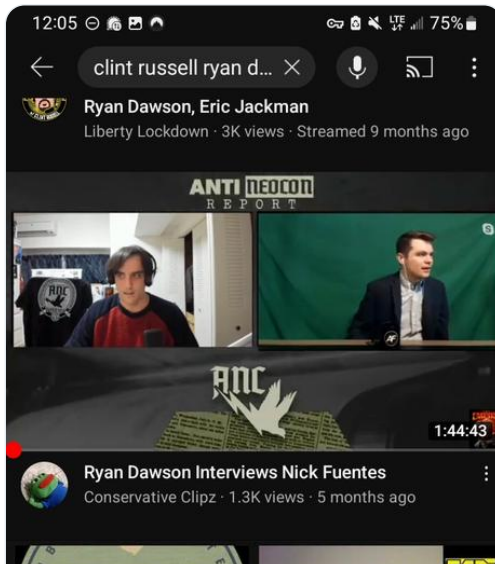 12:05
LTE 75%
clint russell ryan d...
Ryan Dawson, Eric Jackman
Liberty Lockdown · 3K views · Streamed 9 months ago
ANTI NEOCON
REPORT
ANC
AF
ANC
1:44:43
Ryan Dawson Interviews Nick Fuentes
Conservative Clipz · 1.3K views · 5 months ago